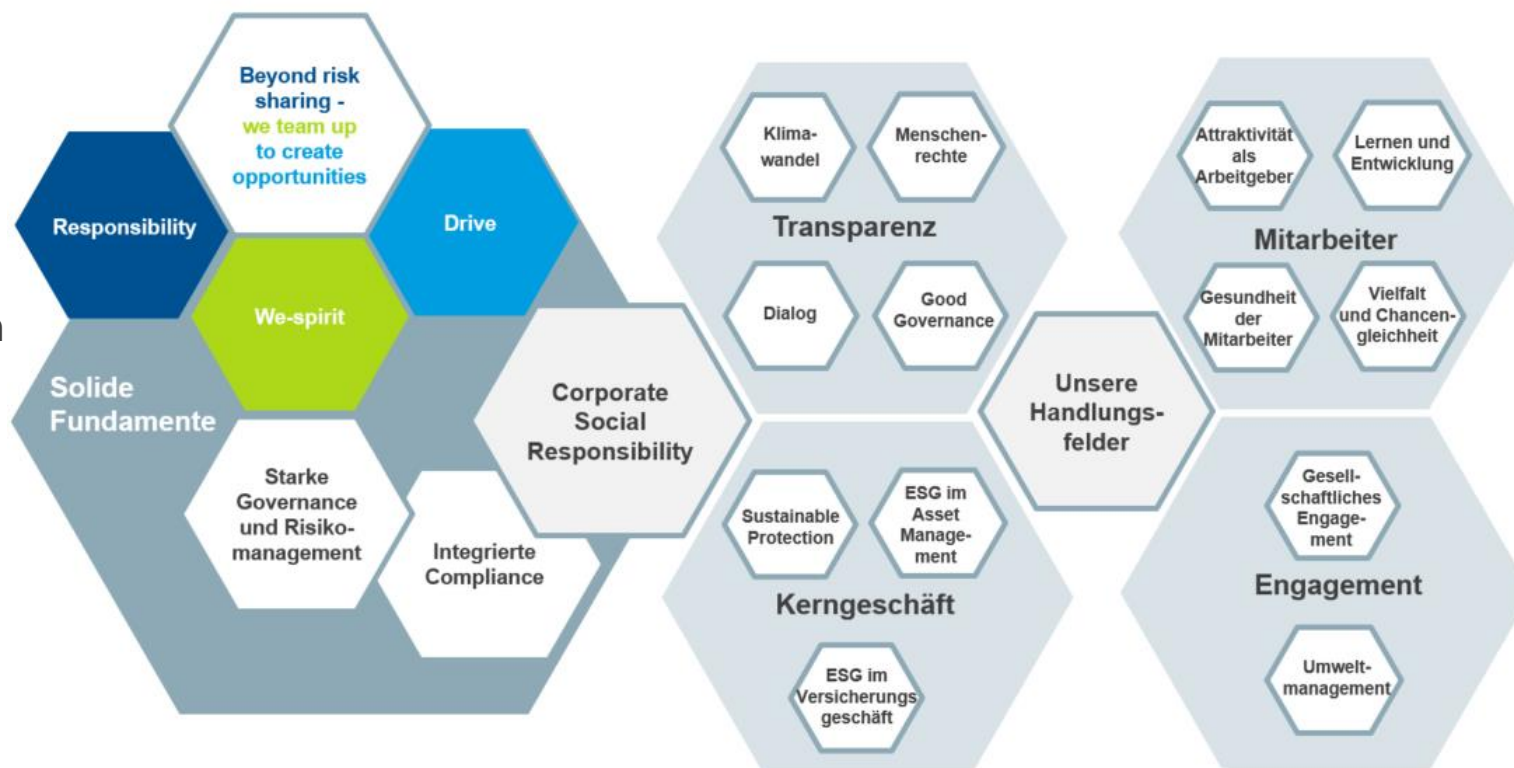 Beyond risk
sharing -
we team up
to create
opportunities
Responsibility
Drive
We-spirit
n
Solide
Fundamente
Starke
Governance
und Risiko-
management
Integrierte
Compliance
Corporate
Social
Responsibility
Klima-
wandel
Menschen-
rechte
Transparenz
Dialog
Good
Governance
Sustainable
Protection
ESG im
Asset
Manage-
ment
Kerngeschäft
ESG im
Versicherungs
geschäft
Unsere
Handlungs-
felder
Attraktivität
als
Arbeitgeber
Lernen und
Entwicklung
Mitarbeiter
Gesundheit
der
Mitarbeiter
Vielfalt
und Chancen-
gleichheit
Gesell-
schaftliches
Engage-
ment
Engagement
Umwelt-
management